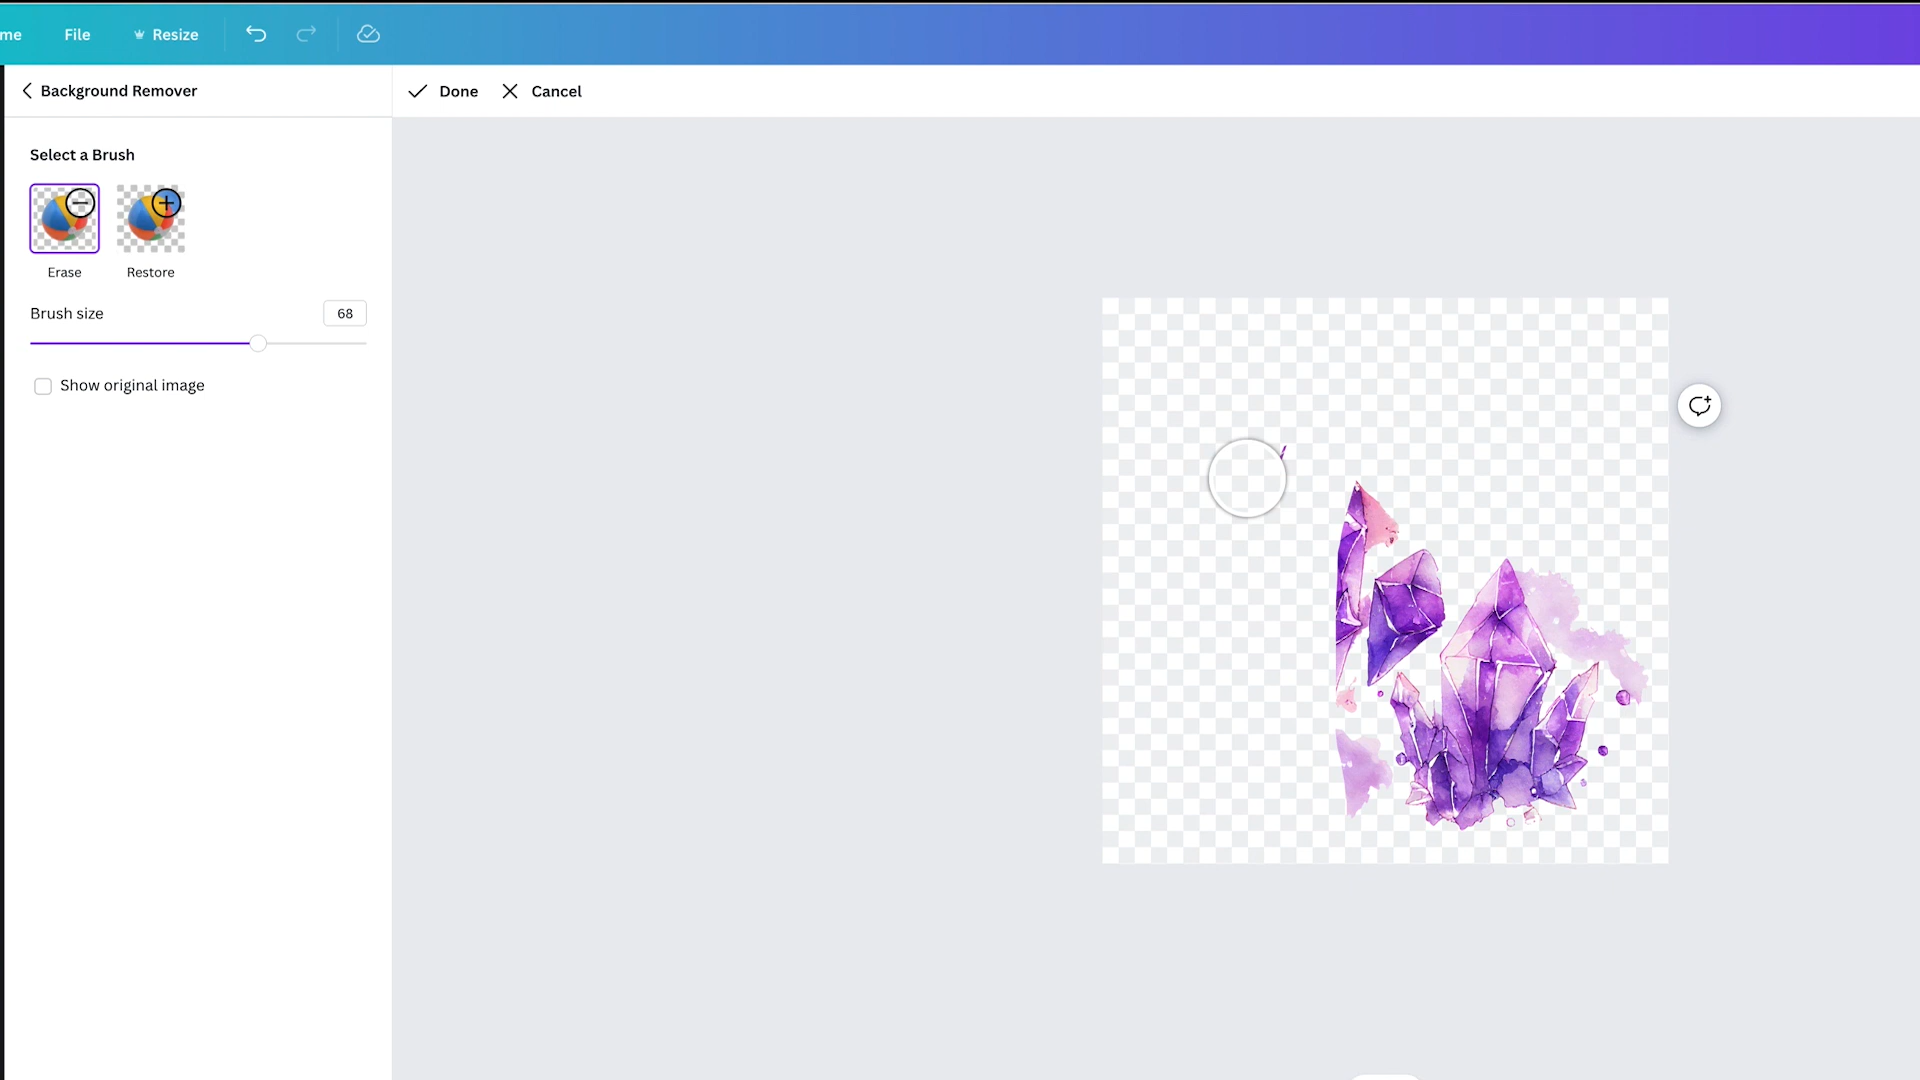 me File Resize
Background Remover
Done Cancel
Select a Brush
Erase Restore
Brush size 68
Show original image